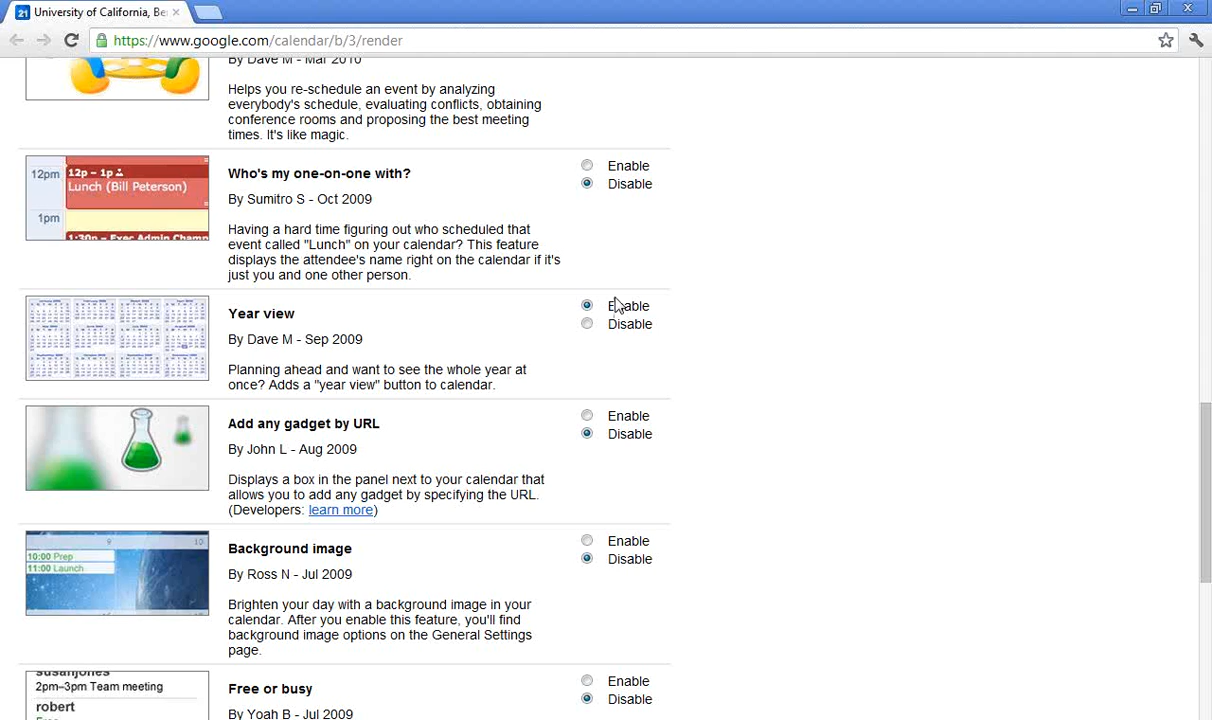 21 University of California, Be
https://www.google.com/calendar/b/3/render
By Dave M - Mar 2010
Helps you re-schedule an event by analyzing
everybody's schedule, evaluating conflicts, obtaining
conference rooms and proposing the best meeting
times. It's like magic.
12pm
12p – 1p
Lunch (Bill Peterson)
1pm
1:30p – Exec Admin Champ
Who's my one-on-one with?
By Sumitro S - Oct 2009
Having a hard time figuring out who scheduled that
event called "Lunch" on your calendar? This feature
displays the attendee's name right on the calendar if it's
just you and one other person.
Enable
Disable
Year view
By Dave M - Sep 2009
Planning ahead and want to see the whole year at
once? Adds a "year view" button to calendar.
Enable
Disable
Add any gadget by URL
By John L - Aug 2009
Displays a box in the panel next to your calendar that
allows you to add any gadget by specifying the URL.
(Developers: learn more)
Enable
Disable
9 10
10:00 Prep
11:00 Launch
Background image
By Ross N - Jul 2009
Brighten your day with a background image in your
calendar. After you enable this feature, you'll find
background image options on the General Settings
page.
Enable
Disable
susanjones
2pm–3pm Team meeting
robert
Free
Free or busy
By Yoah B - Jul 2009
Enable
Disable